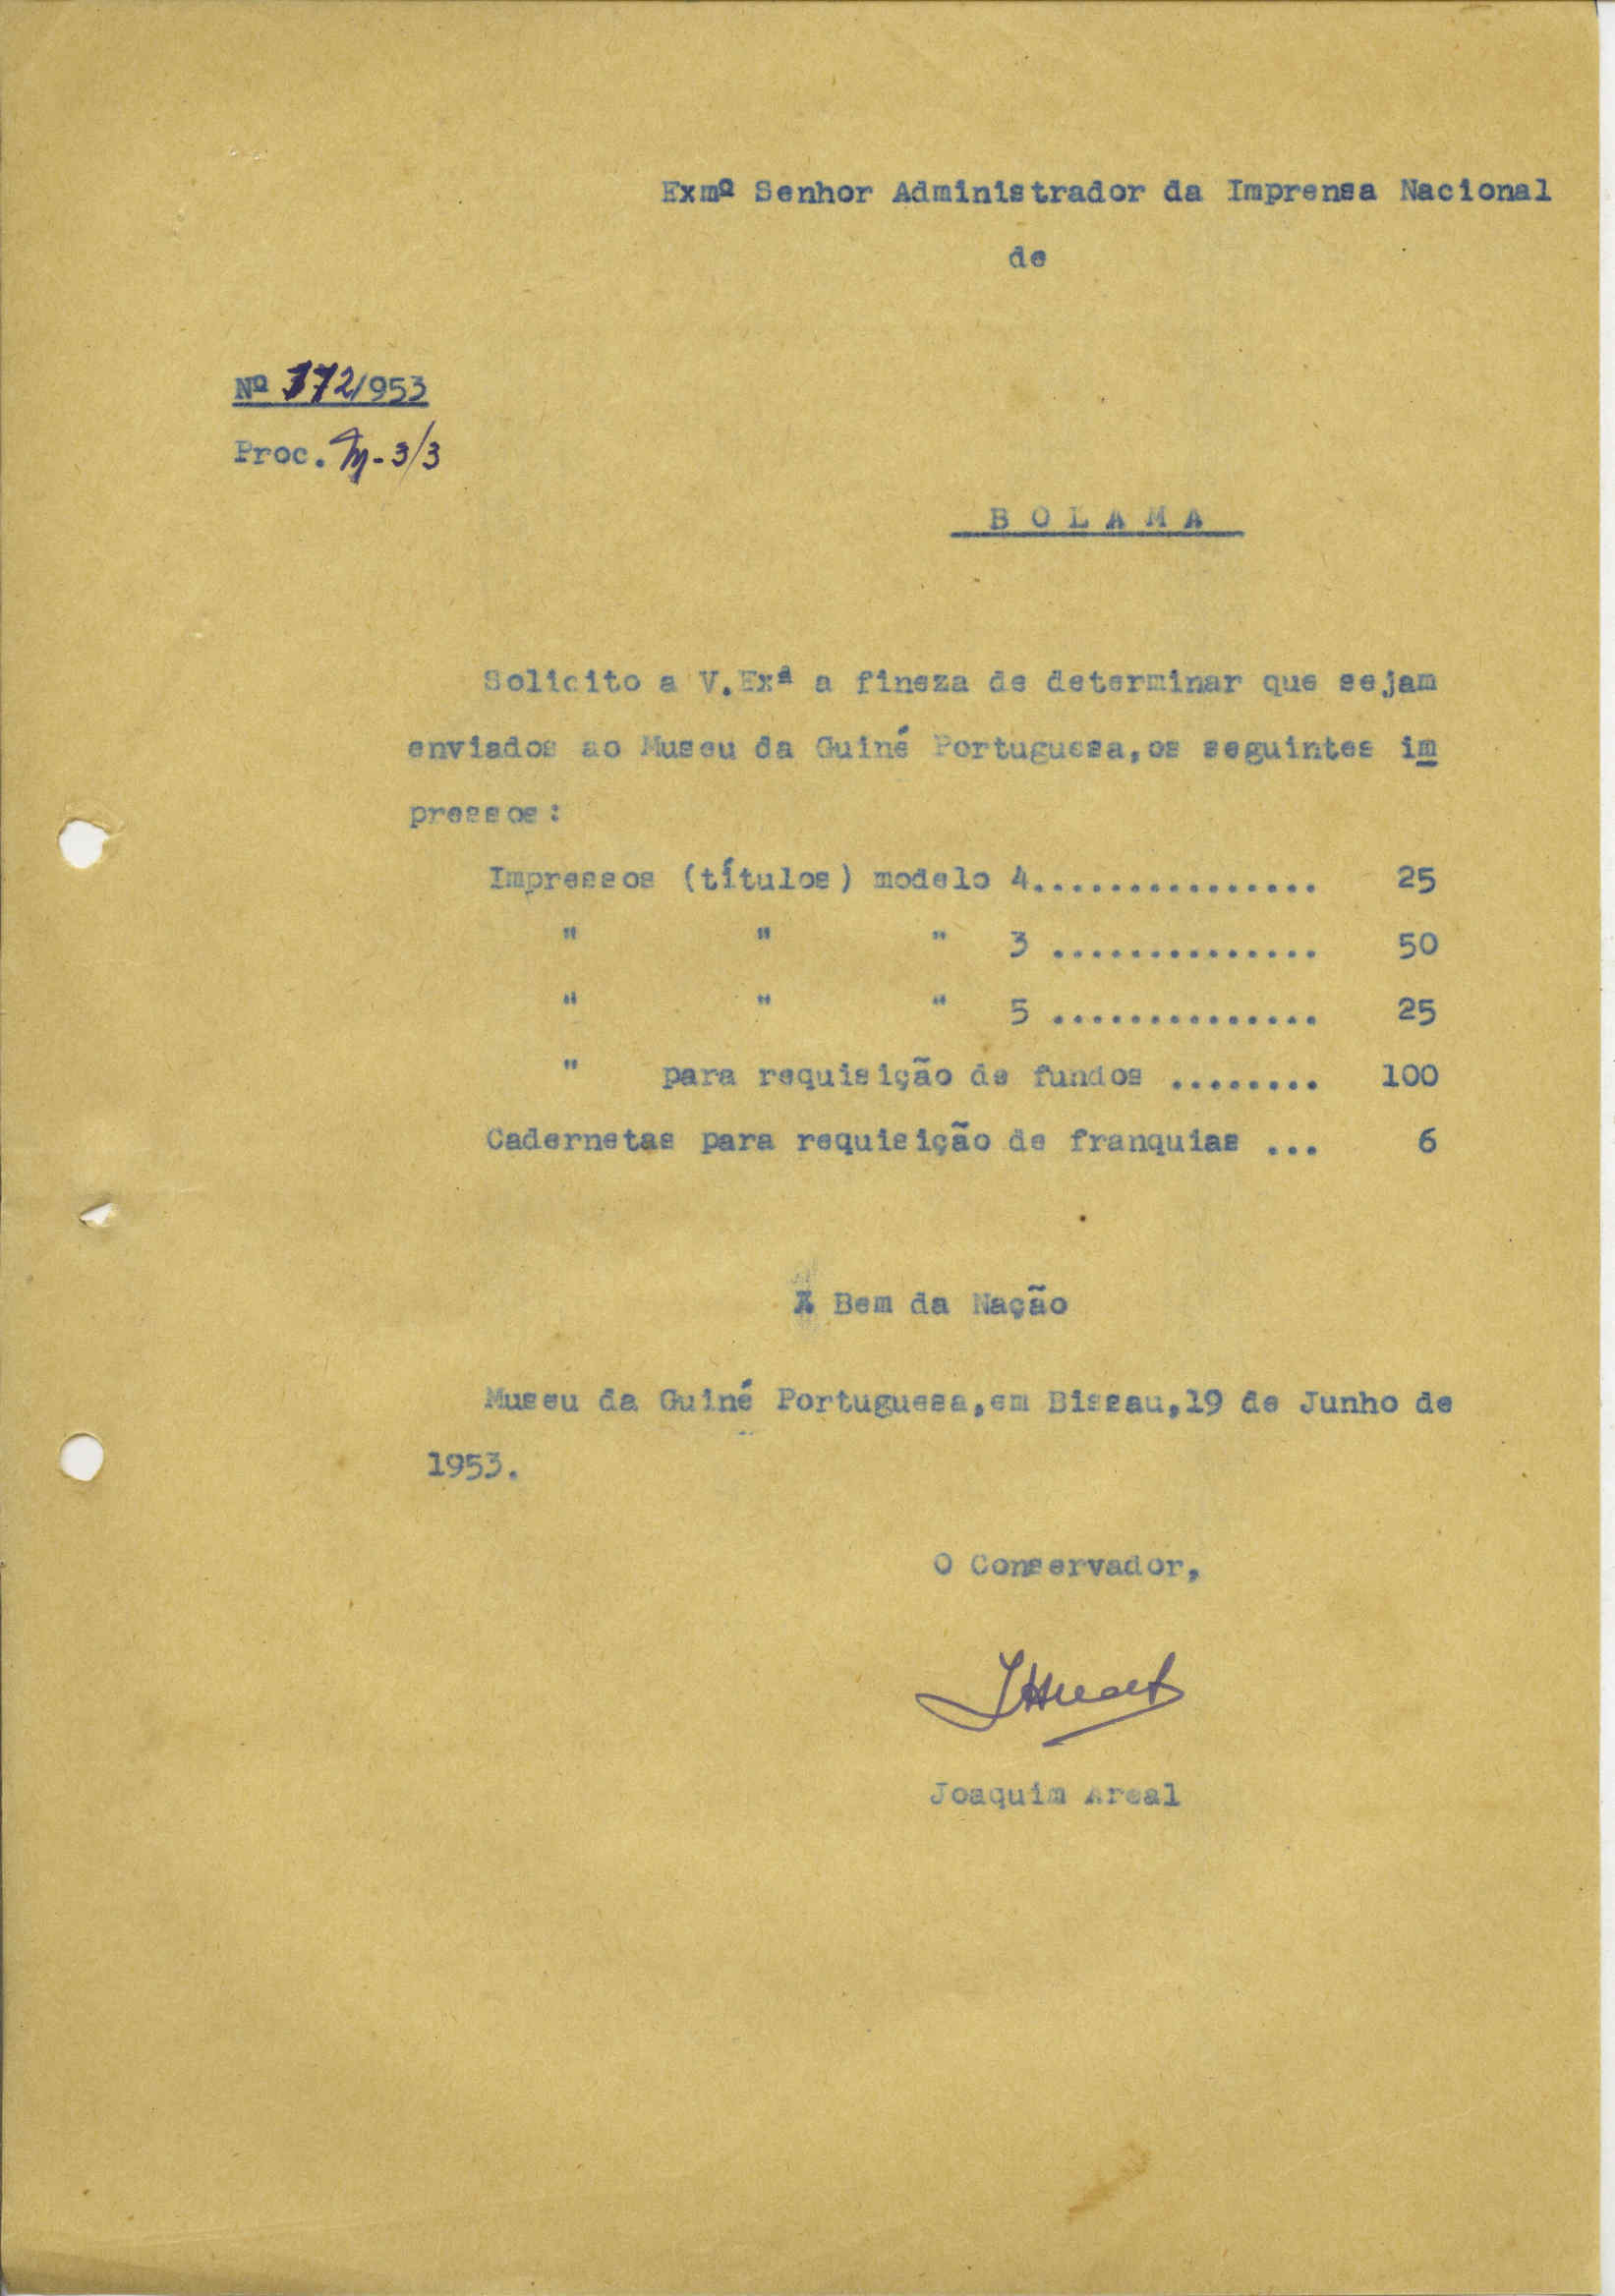 Exmº Senhor Administrador da Imprensa Nacional
de
Nº 172/953
Proc. M-3/3
B O L A M A
Solicito a V.Exª a fineza de determinar que sejam
enviados ao Museu da Guiné Portuguesa,os seguintes im
pressos:
Impressos (títulos) modelo 4............... 25
" " " 3 .............. 50
" " " 5 .............. 25
" para requisição de fundos ........ 100
Cadernetas para requisição de franquias ... 6
A Bem da Nação
Museu da Guiné Portuguesa,em Bissau,19 de Junho de
1953.
O Conservador,
Joaquim Areal